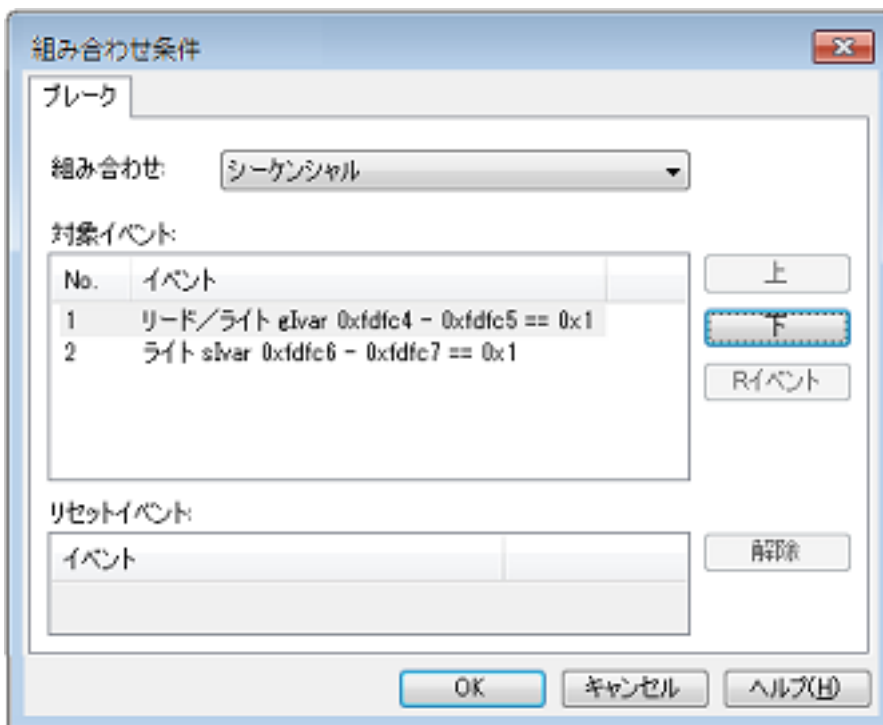 組み合わせ条件
ブレーク
組み合わせ: シーケンシャル
対象イベント:
No. イベント
1 リード/ライト gIvar 0xfdfc4 - 0xfdfc5 == 0x1
2 ライト sIvar 0xfdfc6 - 0xfdfc7 == 0x1
上
下
Rイベント
リセットイベント:
イベント
解除
OK キャンセル ヘルプ(H)